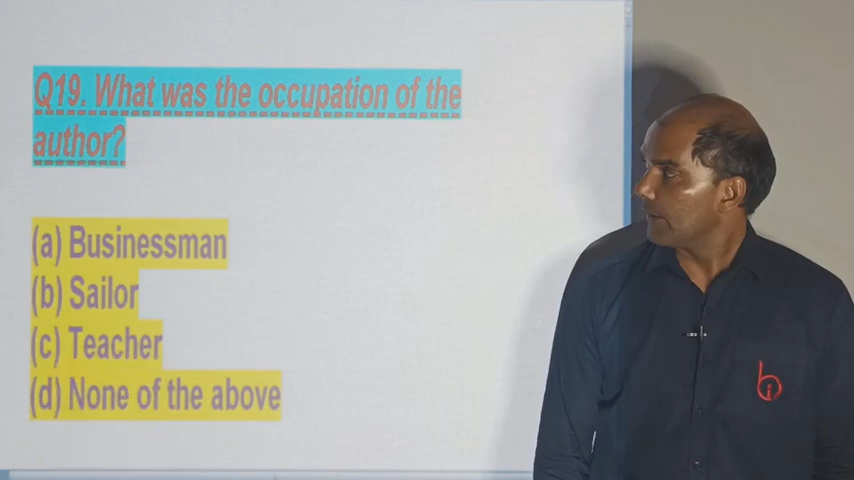 Q19. What was the occupation of the
author?
(a) Businessman
(b) Sailor
(c) Teacher
(d) None of the above